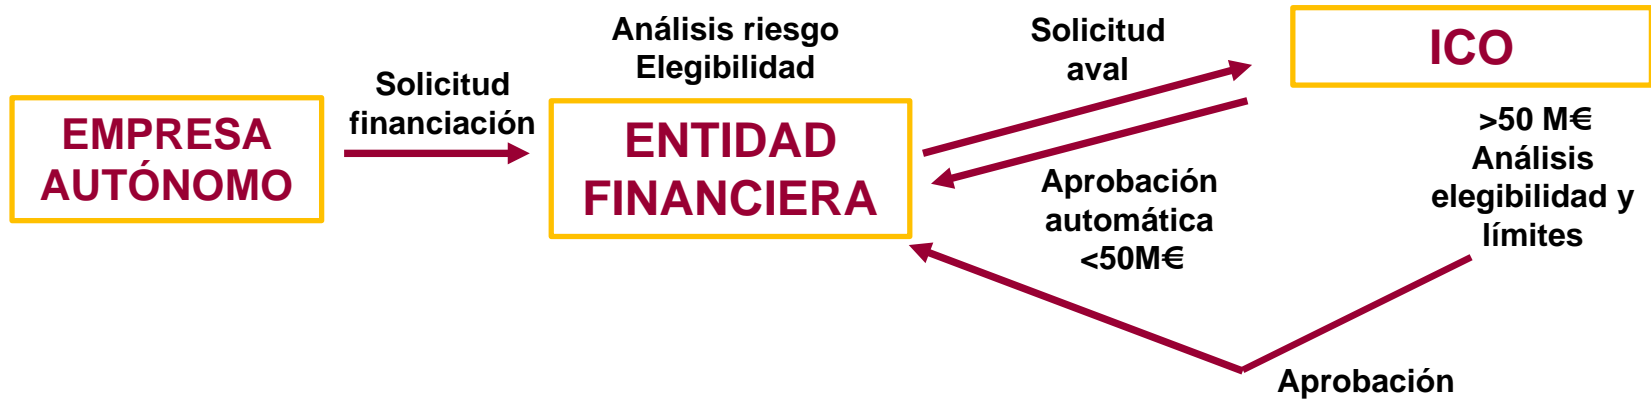 Solicitud
financiación
EMPRESA
AUTÓNOMO
Análisis riesgo
Elegibilidad
ENTIDAD
FINANCIERA
Solicitud
aval
Aprobación
automática
<50M€
ICO
>50 M€
Análisis
elegibilidad y
límites
Aprobación